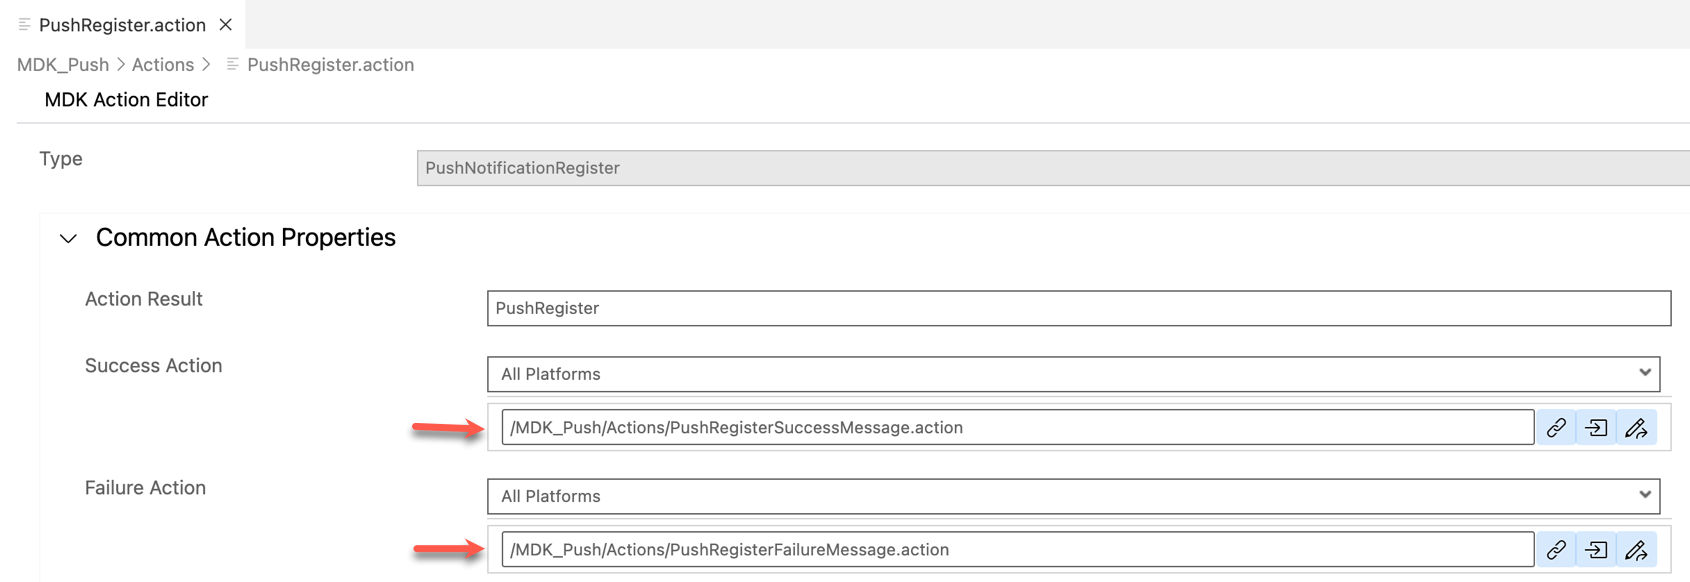 PushRegister.action
MDK_Push > Actions > PushRegister.action
MDK Action Editor
Type
PushNotificationRegister
Common Action Properties
Action Result
PushRegister
Success Action
All Platforms
/MDK_Push/Actions/PushRegisterSuccessMessage.action
Failure Action
All Platforms
/MDK_Push/Actions/PushRegisterFailureMessage.action